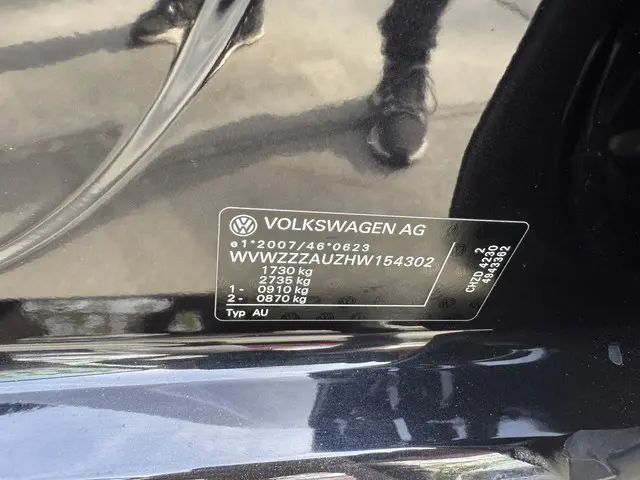 VOLKSWAGEN AG
e1*2007/46*0623
WVWZZZAUZHW154302
1730 kg
2735 kg
1- 0910 kg
2- 0870 kg
Typ AU
2
CHZD 4230
4943362